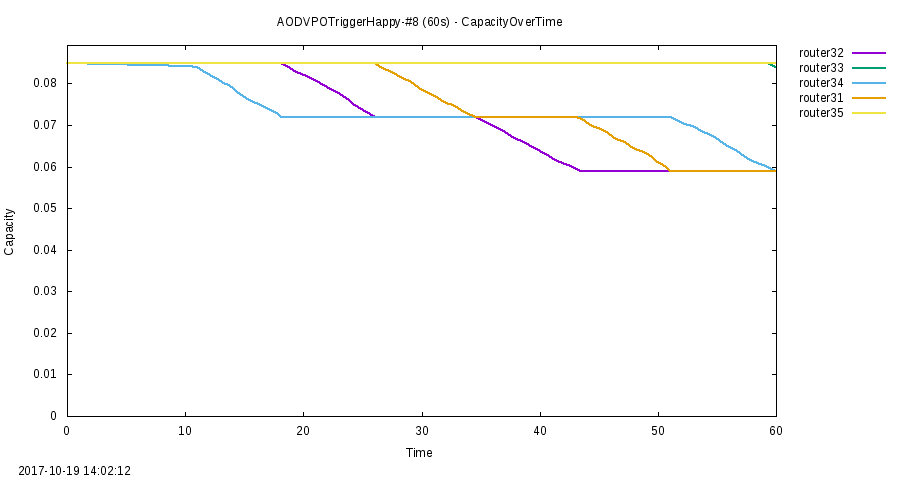 AODVPOTriggerHappy-#8 (60s) - CapacityOverTime
router32
router33
router34
router31
router35
0.08
0.07
0.06
0.05
0.04
0.03
0.02
0.01
0
Capacity
0 10 20 30 40 50 60
Time
2017-10-19 14:02:12